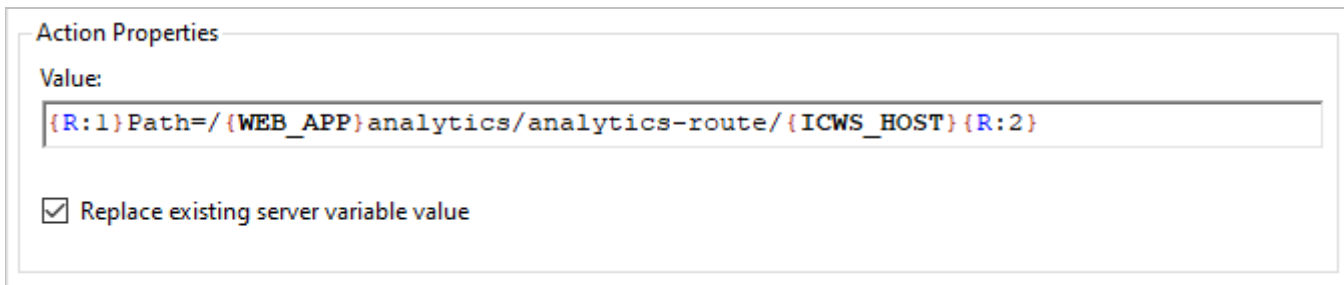 Action Properties
Value:
{R:1}Path=/{WEB_APP}analytics/analytics-route/{ICWS_HOST}{R:2}
Replace existing server variable value